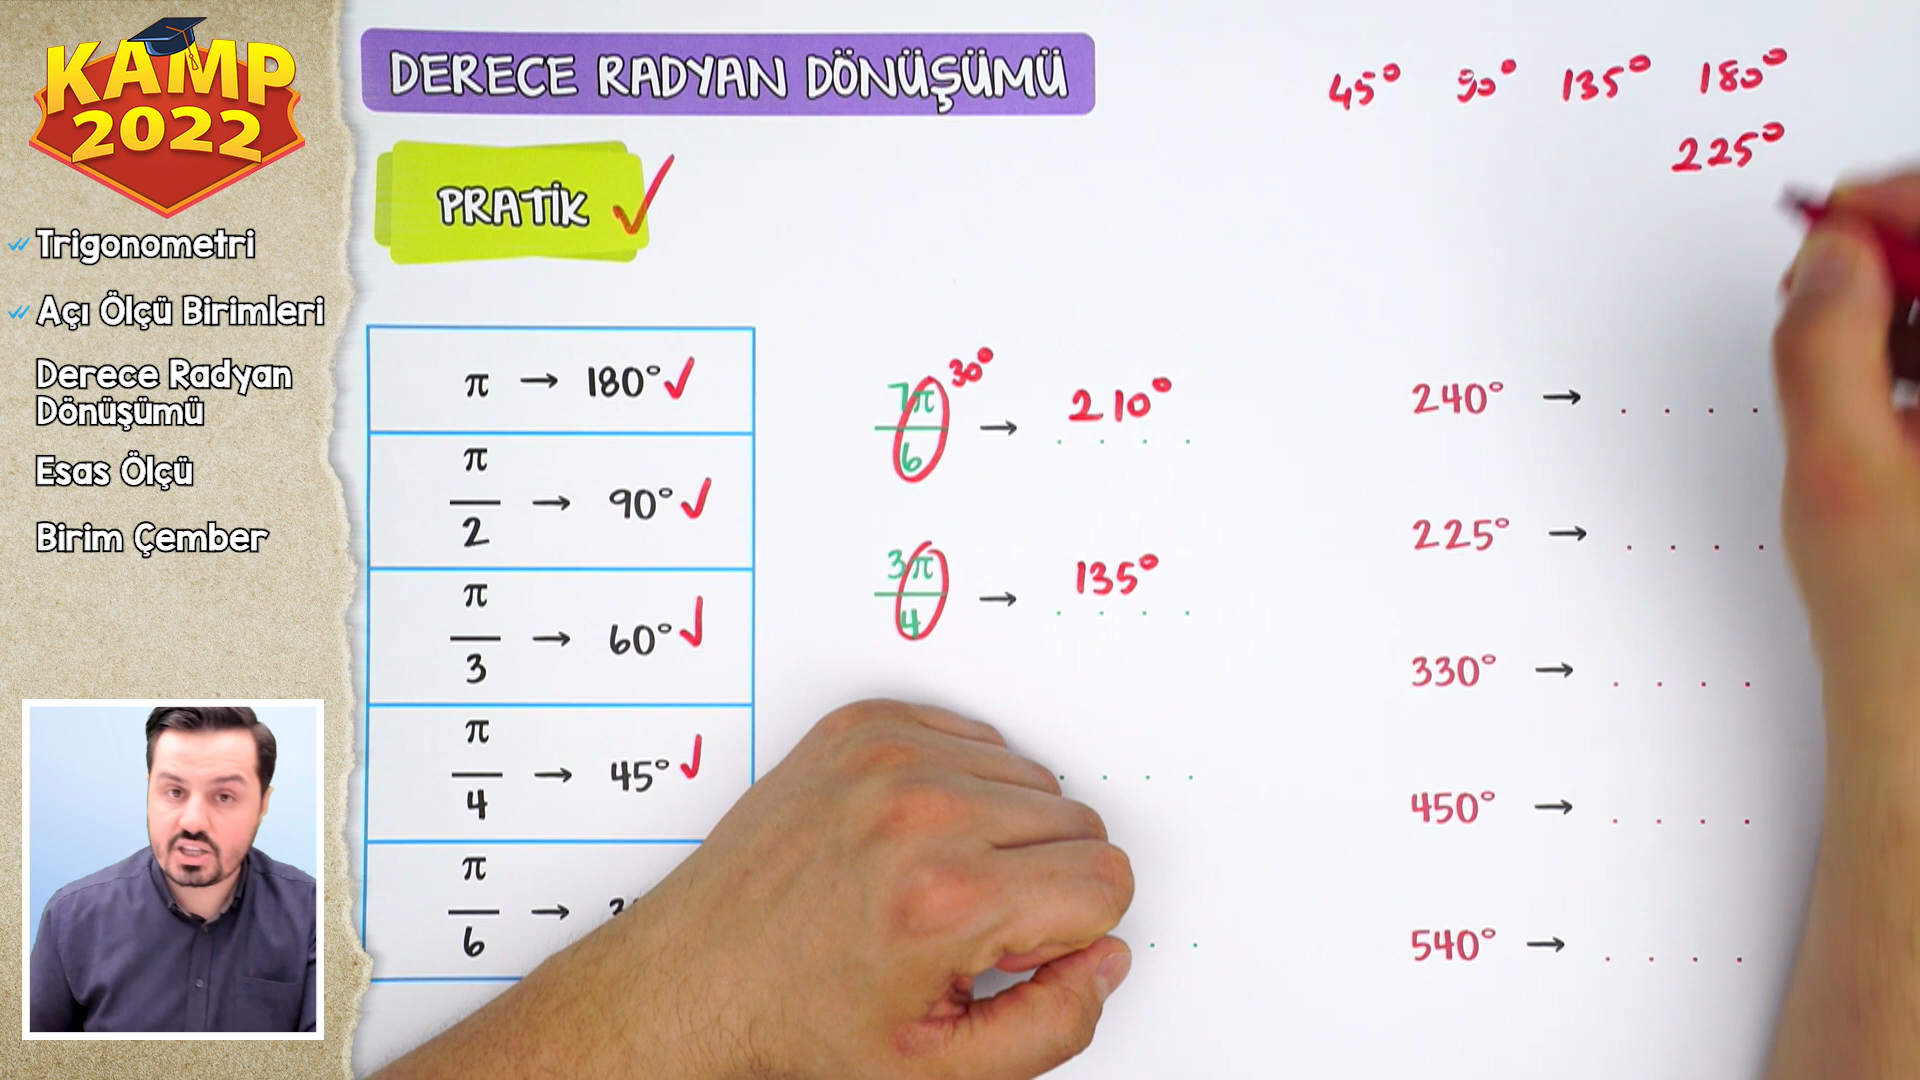 KAMP
2022
Trigonometri
Açı Ölçü Birimleri
Derece Radyan
Dönüşümü
Esas Ölçü
Birim Çember
DERECE RADYAN DÖNÜŞÜMÜ
PRATİK ✓
45° 90° 135° 180°
225°
π → 180° ✓
π/2 → 90° ✓
π/3 → 60° ✓
π/4 → 45° ✓
π/6 →
7π/6 30° → 210°
3π/4 → 135°
240° → . . . .
225° → . . . .
330° → . . . .
450° → . . . .
540° → . . . .